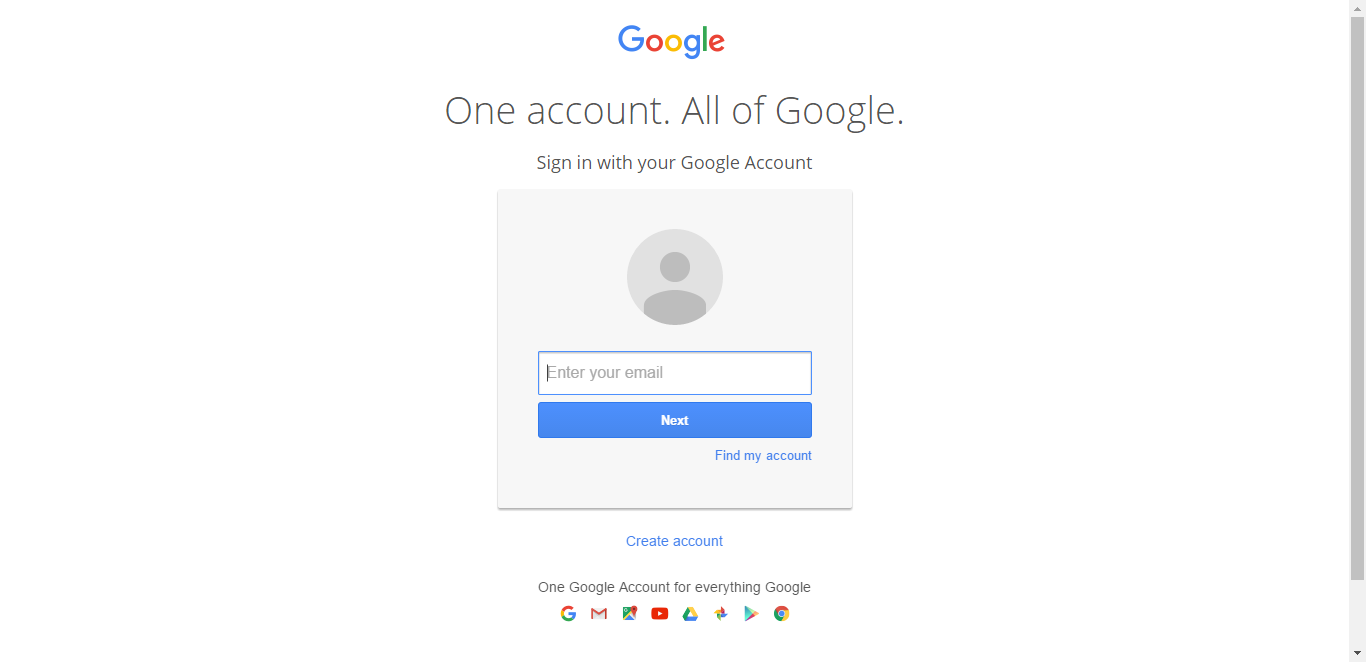 Google
One account. All of Google.
Sign in with your Google Account
Enter your email
Next
Find my account
Create account
One Google Account for everything Google